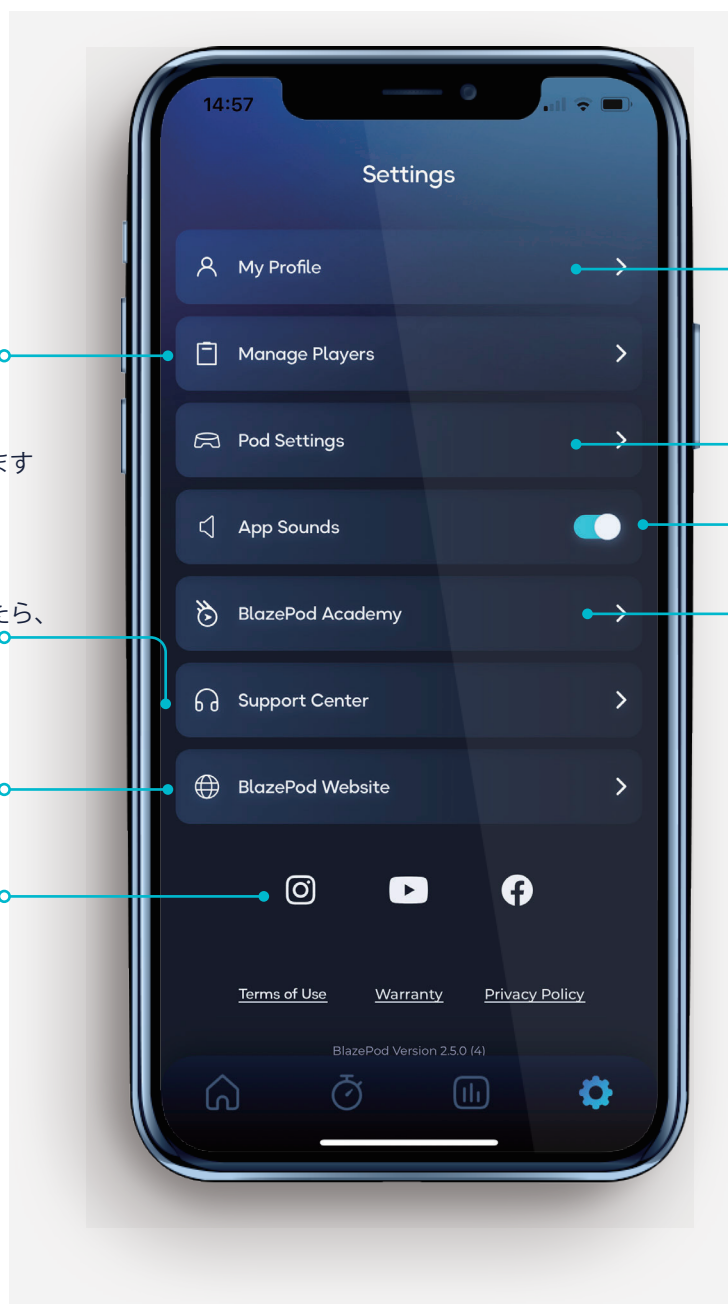 14:57
Settings
My Profile
Manage Players
Pod Settings
ます
App Sounds
たら、
BlazePod Academy
Support Center
BlazePod Website
Terms of Use Warranty Privacy Policy
BlazePod Version 2.5.0 (4)